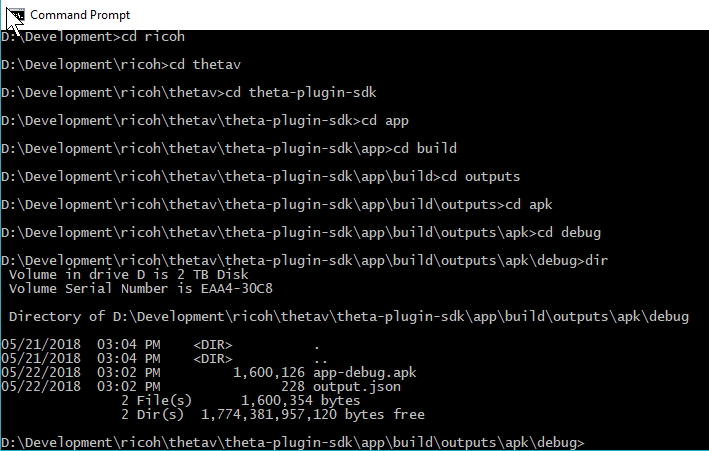 Command Prompt
D:\Development>cd ricoh
D:\Development\ricoh>cd thetav
D:\Development\ricoh\thetav>cd theta-plugin-sdk
D:\Development\ricoh\thetav\theta-plugin-sdk>cd app
D:\Development\ricoh\thetav\theta-plugin-sdk\app>cd build
D:\Development\ricoh\thetav\theta-plugin-sdk\app\build>cd outputs
D:\Development\ricoh\thetav\theta-plugin-sdk\app\build\outputs>cd apk
D:\Development\ricoh\thetav\theta-plugin-sdk\app\build\outputs\apk>cd debug
D:\Development\ricoh\thetav\theta-plugin-sdk\app\build\outputs\apk\debug>dir
 Volume in drive D is 2 TB Disk
 Volume Serial Number is EAA4-30C8
 Directory of D:\Development\ricoh\thetav\theta-plugin-sdk\app\build\outputs\apk\debug
05/21/2018  03:04 PM    <DIR>          .
05/21/2018  03:04 PM    <DIR>          ..
05/22/2018  03:02 PM         1,600,126 app-debug.apk
05/22/2018  03:02 PM               228 output.json
               2 File(s)      1,600,354 bytes
               2 Dir(s)  1,774,381,957,120 bytes free
D:\Development\ricoh\thetav\theta-plugin-sdk\app\build\outputs\apk\debug>